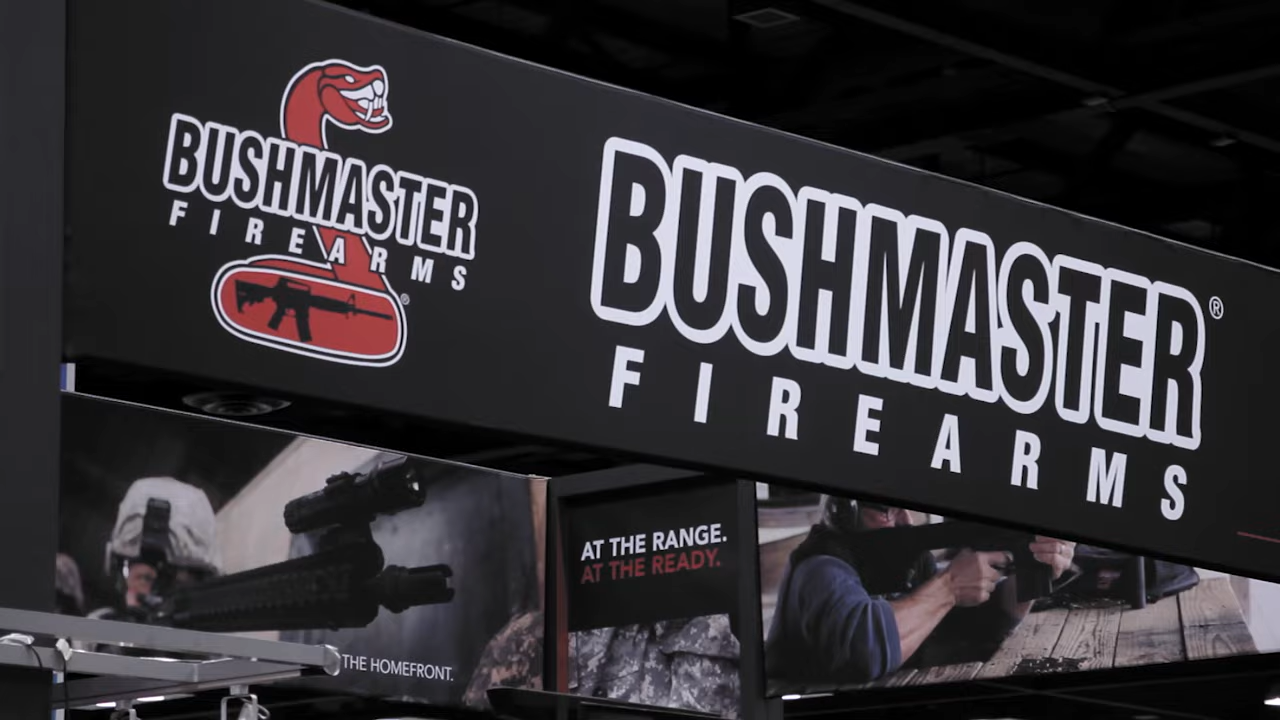 BUSHMASTER
FIREARMS
®
BUSHMASTER®
FIREARMS
AT THE RANGE.
AT THE READY.
THE HOMEFRONT.